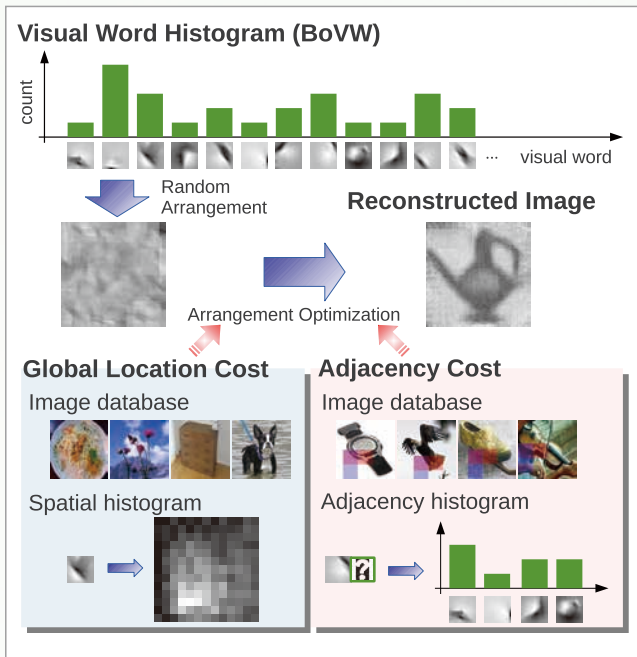 Visual Word Histogram (BoVW)
count
... visual word
Random
Arrangement
Reconstructed Image
Arrangement Optimization
Global Location Cost
Image database
Spatial histogram
Adjacency Cost
Image database
Adjacency histogram
?